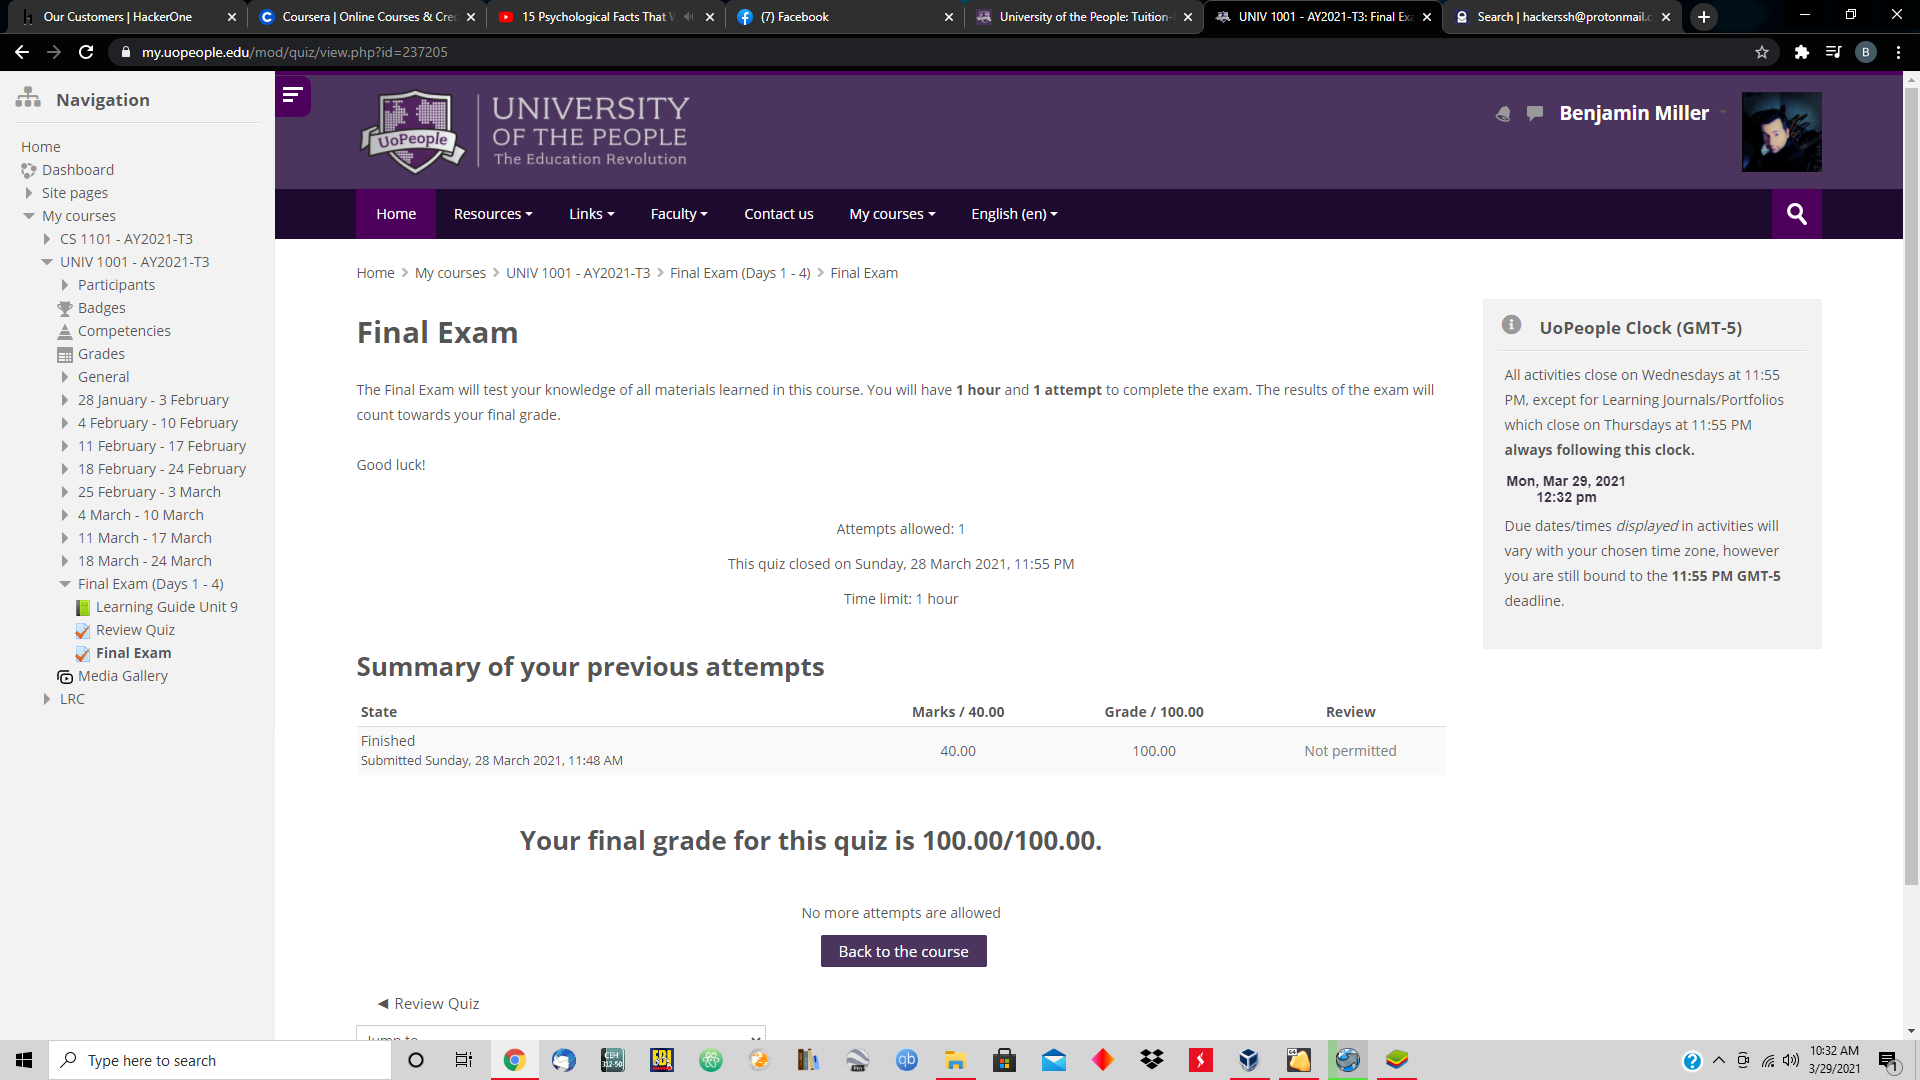 Our Customers | HackerOne
Coursera | Online Courses & Cre
15 Psychological Facts That
(7) Facebook
University of the People: Tuition-
UNIV 1001 - AY2021-T3: Final Ex
Search | hackerssh@protonmail.c
my.uopeople.edu/mod/quiz/view.php?id=237205
B
Navigation
Home
Dashboard
Site pages
My courses
CS 1101 - AY2021-T3
UNIV 1001 - AY2021-T3
Participants
Badges
Competencies
Grades
General
28 January - 3 February
4 February - 10 February
11 February - 17 February
18 February - 24 February
25 February - 3 March
4 March - 10 March
11 March - 17 March
18 March - 24 March
Final Exam (Days 1 - 4)
Learning Guide Unit 9
Review Quiz
Final Exam
Media Gallery
LRC
UoPeople
UNIVERSITY
OF THE PEOPLE
The Education Revolution
Benjamin Miller
Home
Resources
Links
Faculty
Contact us
My courses
English (en)
Home
My courses
UNIV 1001 - AY2021-T3
Final Exam (Days 1 - 4)
Final Exam
Final Exam
The Final Exam will test your knowledge of all materials learned in this course. You will have 1 hour and 1 attempt to complete the exam. The results of the exam will
count towards your final grade.
Good luck!
Attempts allowed: 1
This quiz closed on Sunday, 28 March 2021, 11:55 PM
Time limit: 1 hour
Summary of your previous attempts
State Marks / 40.00 Grade / 100.00 Review
Finished
Submitted Sunday, 28 March 2021, 11:48 AM
40.00 100.00 Not permitted
Your final grade for this quiz is 100.00/100.00.
No more attempts are allowed
Back to the course
◄ Review Quiz
Jump to...
UoPeople Clock (GMT-5)
All activities close on Wednesdays at 11:55
PM, except for Learning Journals/Portfolios
which close on Thursdays at 11:55 PM
always following this clock.
Mon, Mar 29, 2021
12:32 pm
Due dates/times displayed in activities will
vary with your chosen time zone, however
you are still bound to the 11:55 PM GMT-5
deadline.
Type here to search
CEH
312-50
qb
Pro
10:32 AM
3/29/2021
1